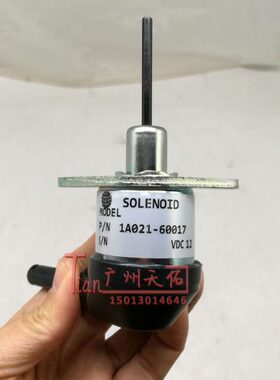 SOLENOID
MODEL
P/N 1A021-60017
S/N VDC 12
Tian 广州天佑
15013014646